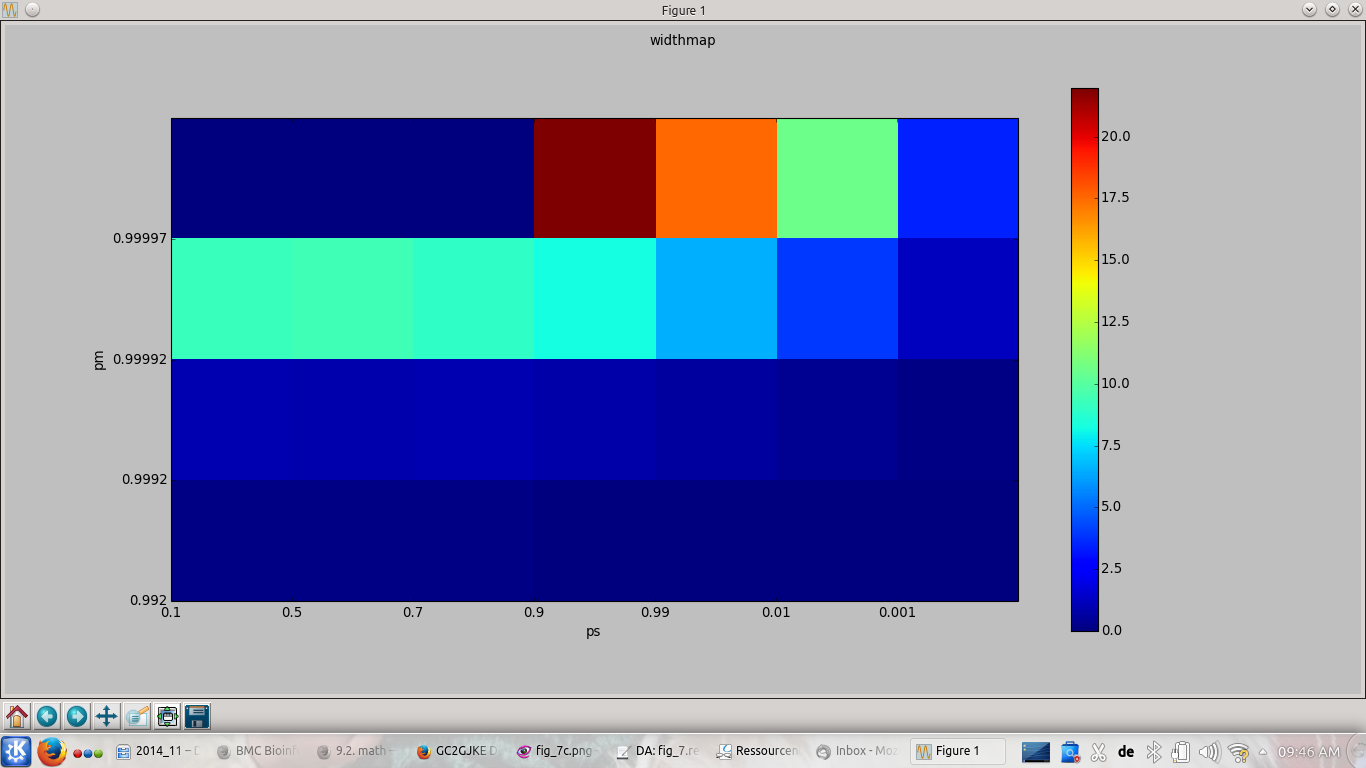 Figure 1
widthmap
20.0
17.5
15.0
12.5
10.0
7.5
5.0
2.5
0.0
0.99997
0.99992
0.9992
0.992
pm
0.1 0.5 0.7 0.9 0.99 0.01 0.001
ps
2014_11 – D BMC Bioinf 9.2. math – GC2GJKE D fig_7c.png DA: fig_7.re Ressourcen Inbox - Moz Figure 1 de 09:46 AM